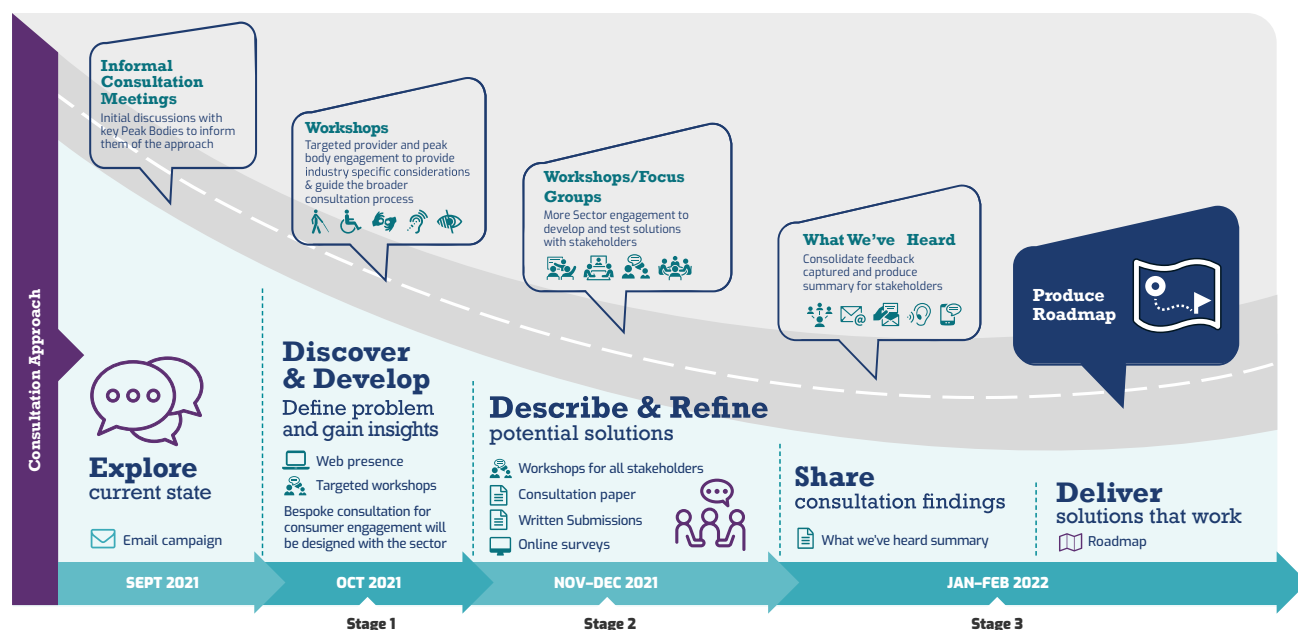 Consultation Approach
Informal
Consultation
Meetings
Initial discussions with
key Peak Bodies to inform
them of the approach
Workshops
Targeted provider and peak
body engagement to provide
industry specific considerations
& guide the broader
consultation process
Workshops/Focus
Groups
More Sector engagement to
develop and test solutions
with stakeholders
What We've Heard
Consolidate feedback
captured and produce
summary for stakeholders
Produce
Roadmap
Explore
current state
Email campaign
Discover
& Develop
Define problem
and gain insights
Web presence
Targeted workshops
Bespoke consultation for
consumer engagement will
be designed with the sector
Describe & Refine
potential solutions
Workshops for all stakeholders
Consultation paper
Written Submissions
Online surveys
Share
consultation findings
What we've heard summary
Deliver
solutions that work
Roadmap
SEPT 2021
OCT 2021
NOV–DEC 2021
JAN–FEB 2022
Stage 1
Stage 2
Stage 3